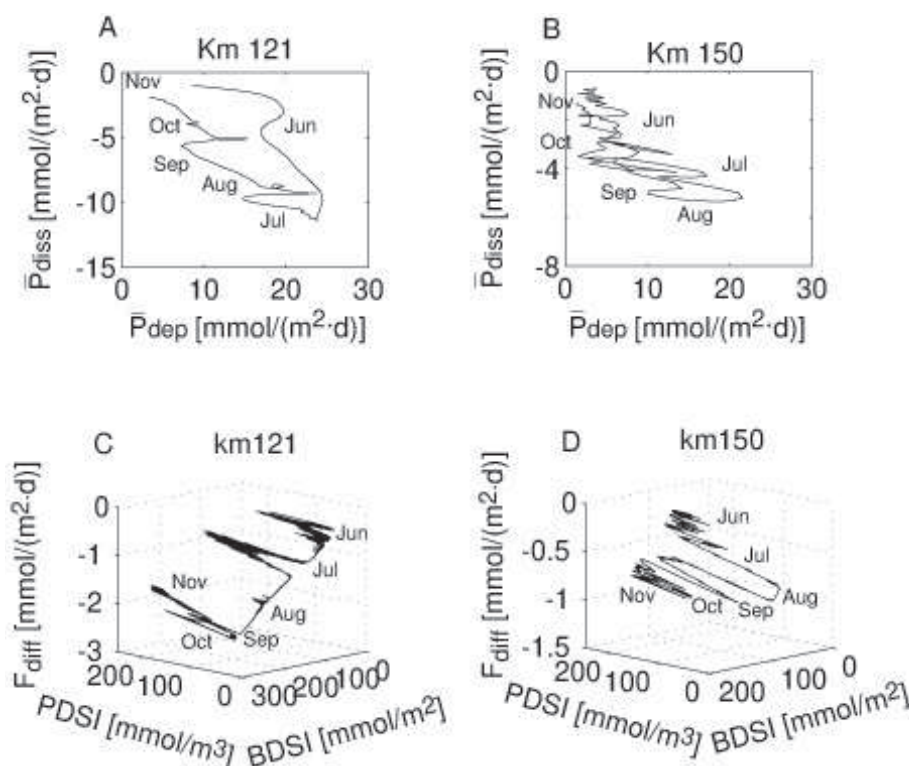 A
Km 121
P̅diss [mmol/(m²·d)]
0
-5
-10
-15
Nov
Oct
Sep
Aug
Jul
Jun
0 10 20 30
P̅dep [mmol/(m²·d)]
B
Km 150
P̅diss [mmol/(m²·d)]
0
-4
-8
Nov
Jun
Oct
Jul
Sep
Aug
0 10 20 30
P̅dep [mmol/(m²·d)]
C
km121
Fdiff [mmol/(m²·d)]
0
-1
-2
-3
Jun
Jul
Nov
Aug
Oct
Sep
200 100 0
300 200 100 0
PDSI [mmol/m3]
BDSI [mmol/m²]
D
km150
Fdiff [mmol/(m²·d)]
0
-0.5
-1
-1.5
Jun
Jul
Nov
Oct
Sep
Aug
200 100 0
200 100 0
PDSI [mmol/m3]
BDSI [mmol/m²]